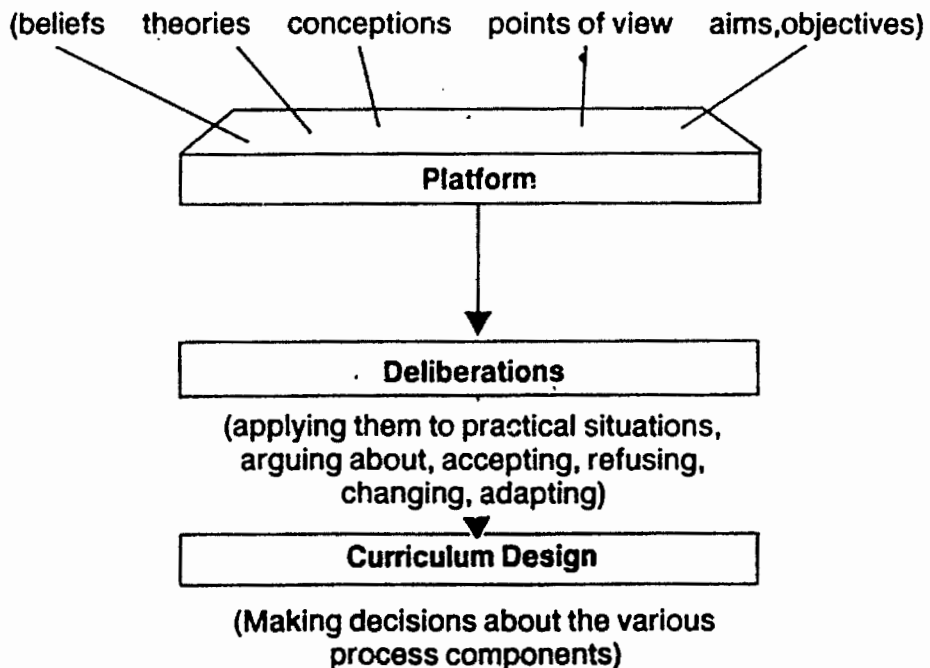 (beliefs theories conceptions points of view aims,objectives)
Platform
Deliberations
(applying them to practical situations,
arguing about, accepting, refusing,
changing, adapting)
Curriculum Design
(Making decisions about the various
process components)